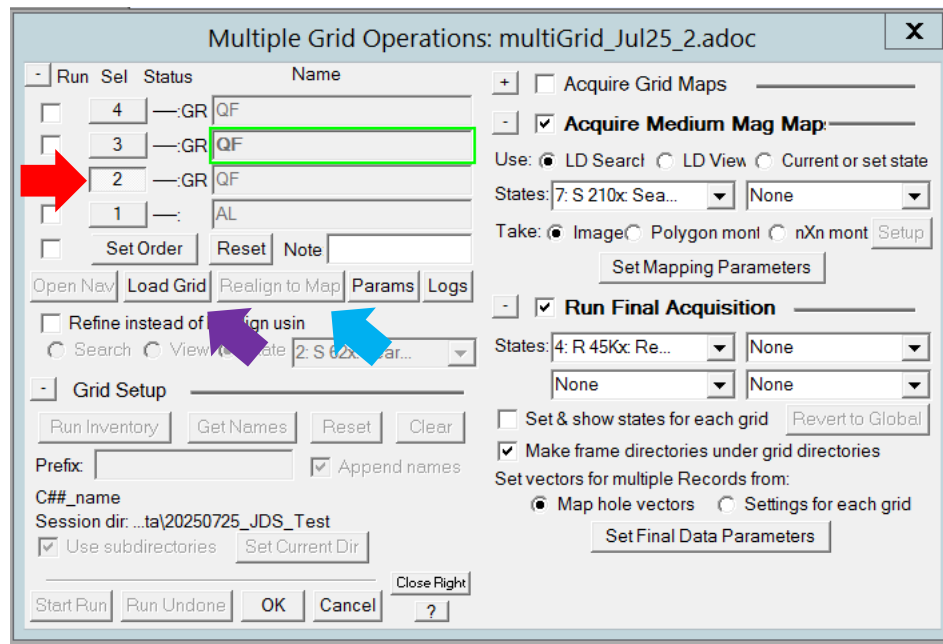 Multiple Grid Operations: multiGrid_Jul25_2.adoc X
- Run Sel Status Name
4 —:GR QF
3 —:GR QF
2 —:GR QF
1 —: AL
Set Order Reset Note
Open Nav Load Grid Realign to Map Params Logs
Refine instead of usin
Search View 2: S 62x
- Grid Setup
Run Inventory Get Names Reset Clear
Prefix: Append names
C##_name
Session dir: ...ta\20250725_JDS_Test
Use subdirectories Set Current Dir
Close Right
Start Run Run Undone OK Cancel ?
+ Acquire Grid Maps
- Acquire Medium Mag Map:
Use: LD Search LD View Current or set state
States: 7: S 210x: Sea... None
Take: Image Polygon mont nXn mont Setup
Set Mapping Parameters
- Run Final Acquisition
States: 4: R 45Kx: Re... None
None None
Set & show states for each grid Revert to Global
Make frame directories under grid directories
Set vectors for multiple Records from:
Map hole vectors Settings for each grid
Set Final Data Parameters